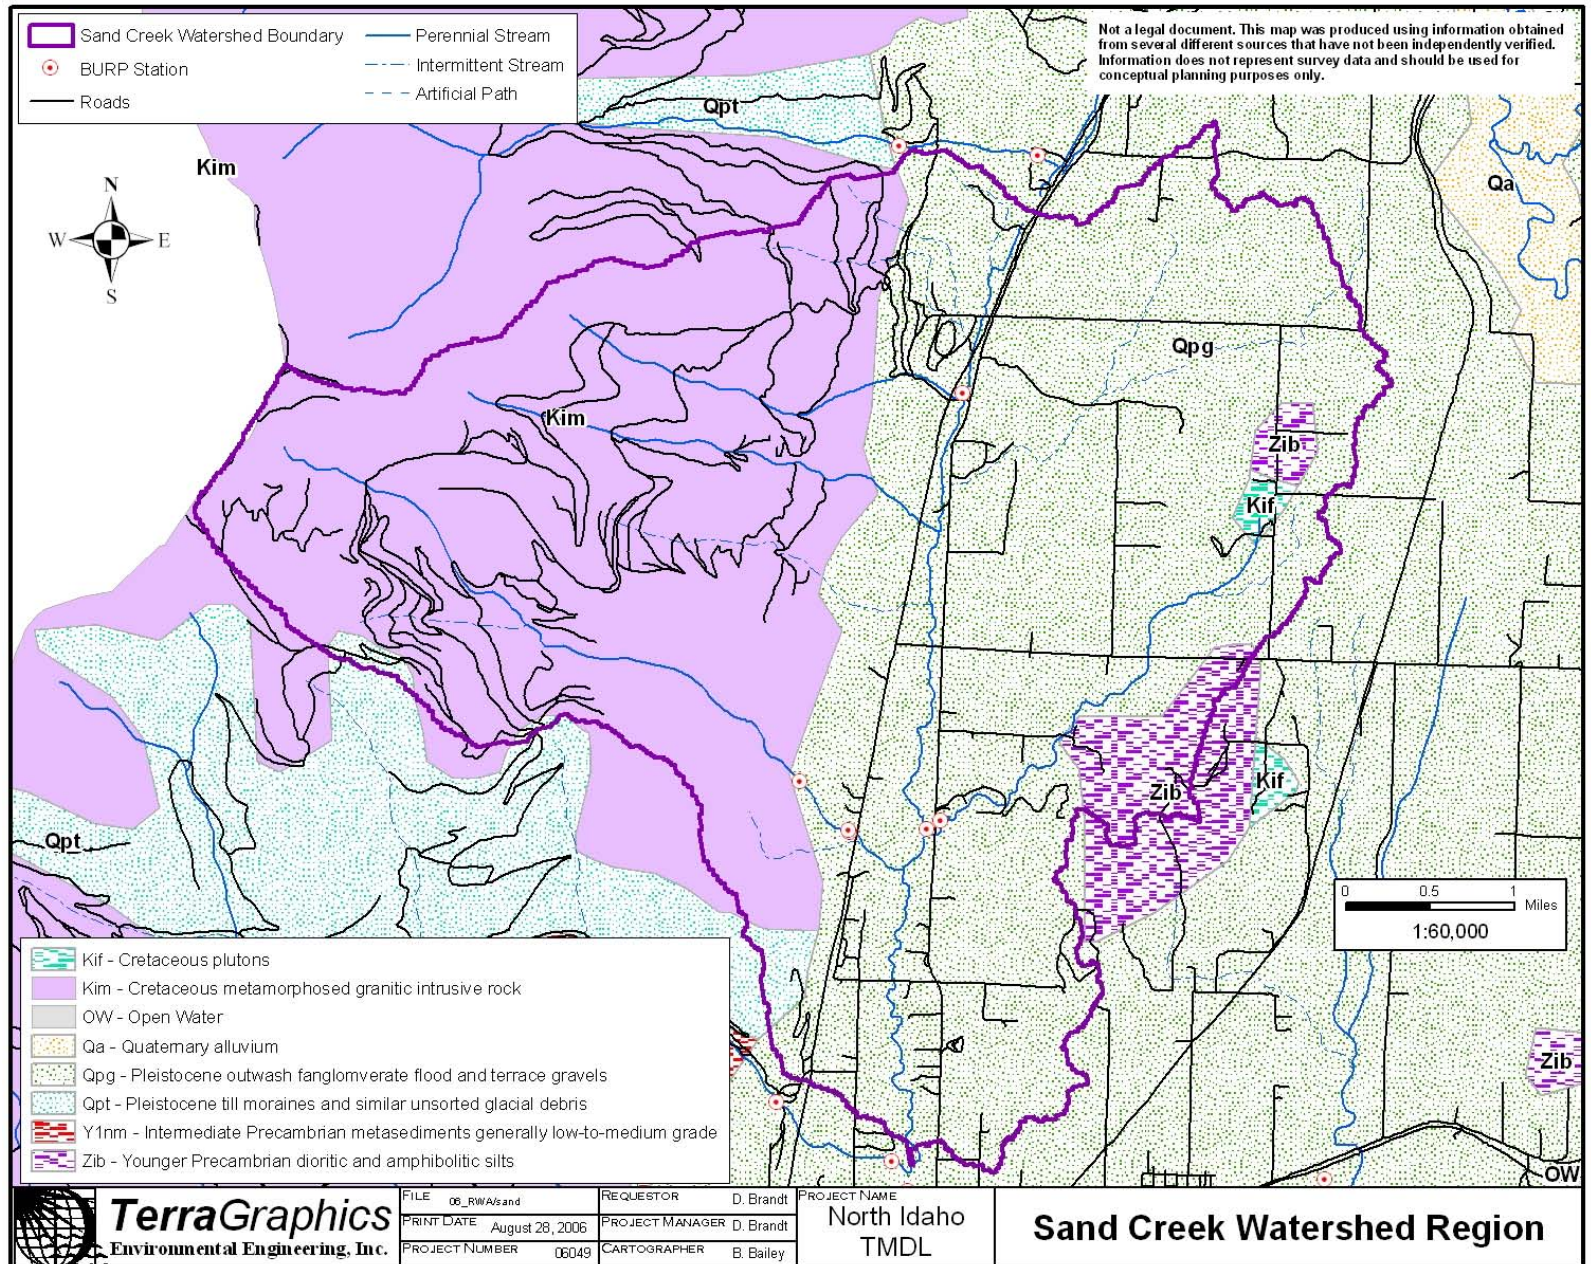 Sand Creek Watershed Boundary
BURP Station
Roads
Perennial Stream
Intermittent Stream
Artificial Path
Not a legal document. This map was produced using information obtained
from several different sources that have not been independently verified.
Information does not represent survey data and should be used for
conceptual planning purposes only.
N
W E
S
Qpt
Kim
Qa
Qpg
Kim
Zib
Kif
Zib
Kif
Qpt
Zib
OW
0 0.5 1
Miles
1:60,000
Kif - Cretaceous plutons
Kim - Cretaceous metamorphosed granitic intrusive rock
OW - Open Water
Qa - Quaternary alluvium
Qpg - Pleistocene outwash fanglomverate flood and terrace gravels
Qpt - Pleistocene till moraines and similar unsorted glacial debris
Y1nm - Intermediate Precambrian metasediments generally low-to-medium grade
Zib - Younger Precambrian dioritic and amphibolitic silts
TerraGraphics
Environmental Engineering, Inc.
FILE 06_RWA/sand
PRINT DATE August 28, 2006
PROJECT NUMBER 06049
REQUESTOR D. Brandt
PROJECT MANAGER D. Brandt
CARTOGRAPHER B. Bailey
PROJECT NAME
North Idaho
TMDL
Sand Creek Watershed Region